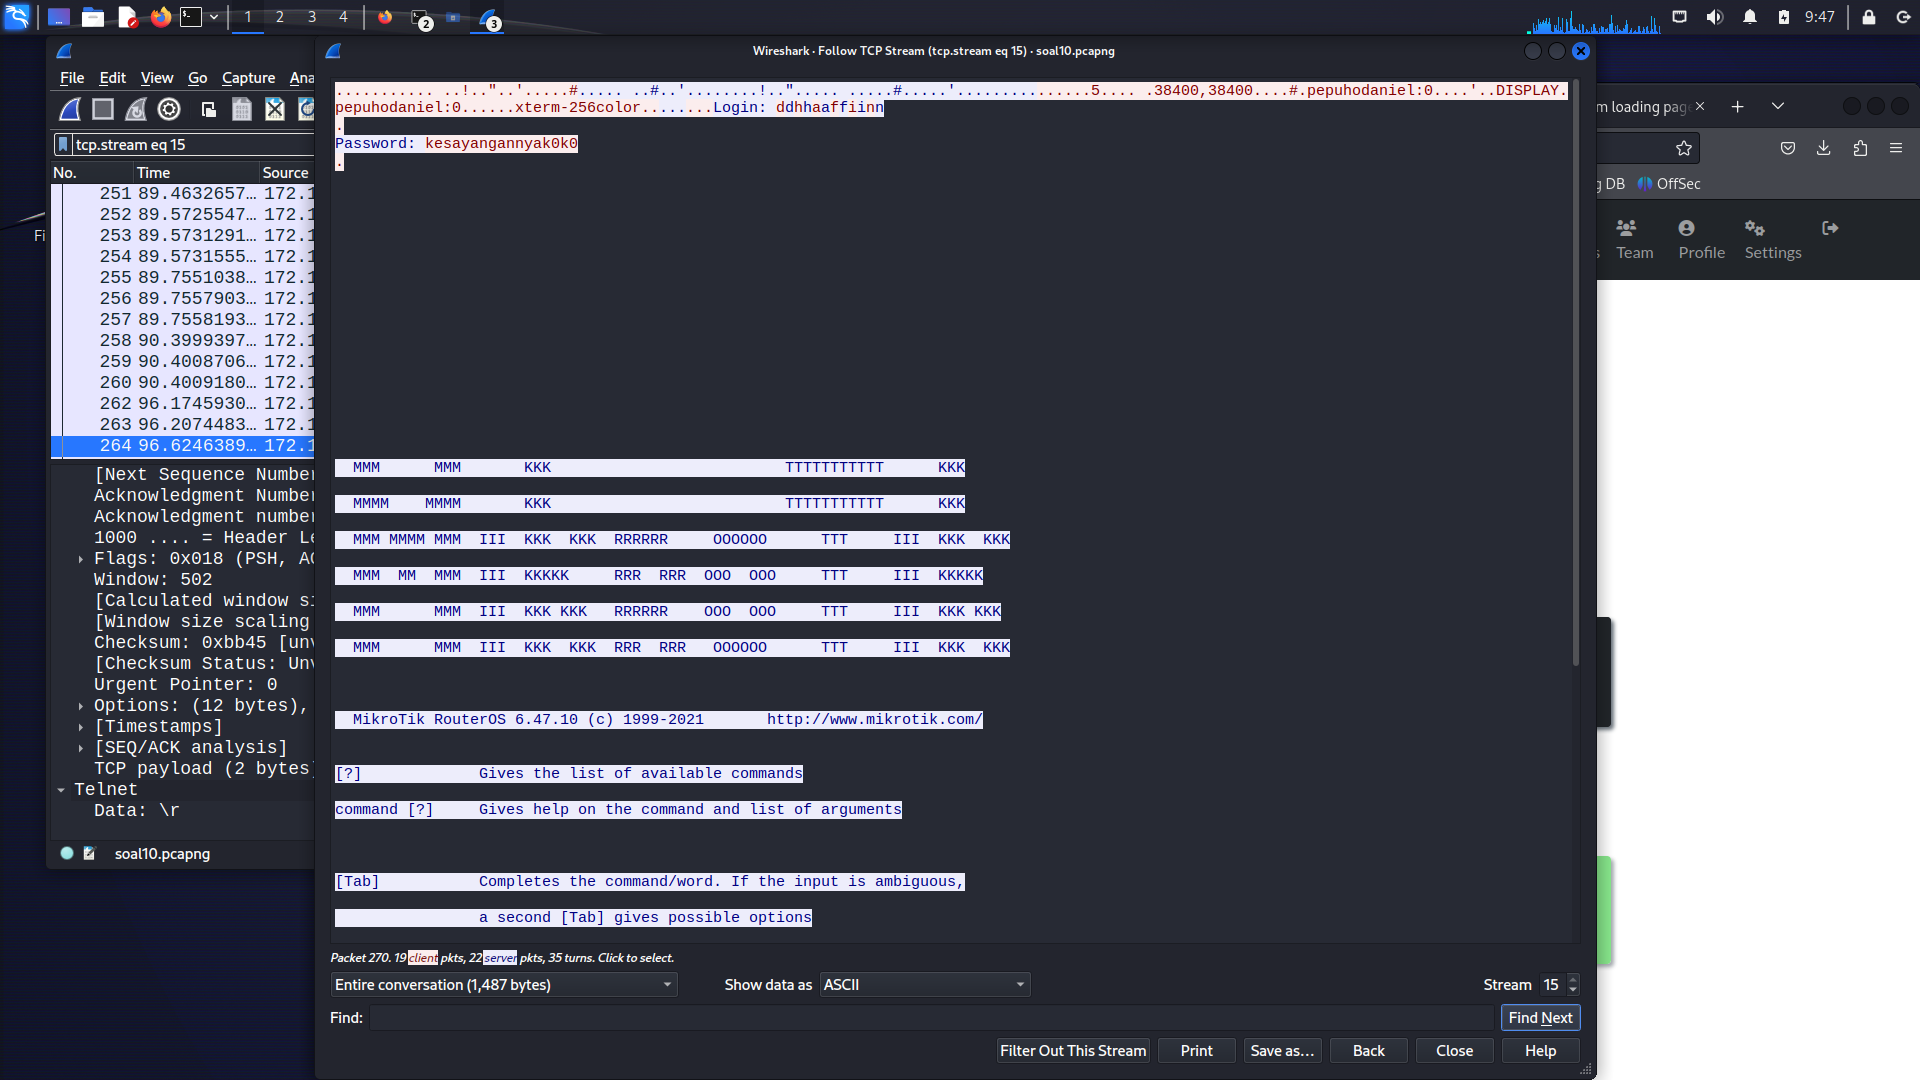 1 2 3 4 2 3 9:47
Wireshark · Follow TCP Stream (tcp.stream eq 15) · soal10.pcapng
File Edit View Go Capture Ana
tcp.stream eq 15
No. Time Source
251 89.4632657… 172.1
252 89.5725547… 172.1
253 89.5731291… 172.1
254 89.5731555… 172.1
255 89.7551038… 172.1
256 89.7557903… 172.1
257 89.7558193… 172.1
258 90.3999397… 172.1
259 90.4008706… 172.1
260 90.4009180… 172.1
262 96.1745930… 172.1
263 96.2074483… 172.1
264 96.6246389… 172.1
[Next Sequence Number
Acknowledgment Number
Acknowledgment number
1000 .... = Header Le
Flags: 0x018 (PSH, AC
Window: 502
[Calculated window si
[Window size scaling
Checksum: 0xbb45 [unv
[Checksum Status: Unv
Urgent Pointer: 0
Options: (12 bytes),
[Timestamps]
[SEQ/ACK analysis]
TCP payload (2 bytes)
Telnet
Data: \r
soal10.pcapng
Fi
........... ..!.."..'.....#..... ..#..'........!..".....  .....#.....'...............5.... .38400,38400....#.pepuhodaniel:0....'..DISPLAY.
pepuhodaniel:0......xterm-256color........Login: ddhhaaffiinn
.
Password: kesayangannyak0k0
.
MMM       MMM       KKK                          TTTTTTTTTTT      KKK
MMMM    MMMM       KKK                          TTTTTTTTTTT      KKK
MMM MMMM MMM  III  KKK  KKK  RRRRRR     OOOOOO      TTT     III  KKK  KKK
MMM  MM  MMM  III  KKKKK     RRR  RRR  OOO  OOO     TTT     III  KKKKK
MMM      MMM  III  KKK KKK   RRRRRR    OOO  OOO     TTT     III  KKK KKK
MMM      MMM  III  KKK  KKK  RRR  RRR   OOOOOO      TTT     III  KKK  KKK
MikroTik RouterOS 6.47.10 (c) 1999-2021       http://www.mikrotik.com/
[?]             Gives the list of available commands
command [?]     Gives help on the command and list of arguments
[Tab]           Completes the command/word. If the input is ambiguous,
a second [Tab] gives possible options
Packet 270. 19 client pkts, 22 server pkts, 35 turns. Click to select.
Entire conversation (1,487 bytes) Show data as ASCII Stream 15
Find: Find Next
Filter Out This Stream Print Save as… Back Close Help
m loading page
g DB OffSec
s Team Profile Settings